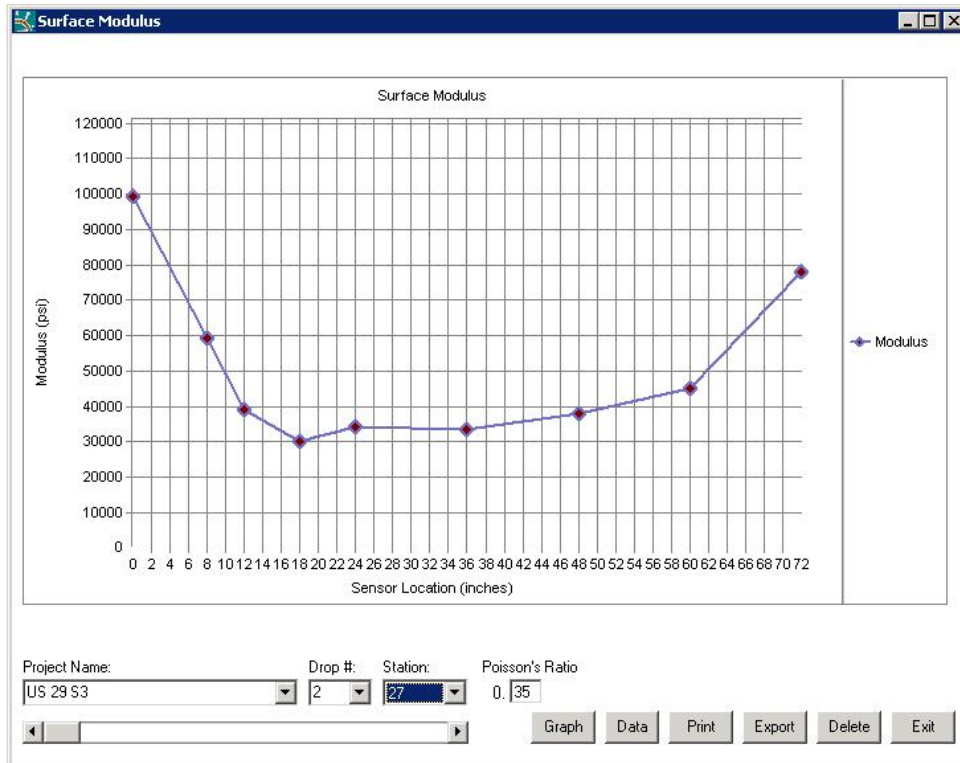 Surface Modulus
Surface Modulus
120000
110000
100000
90000
80000
70000
60000
50000
40000
30000
20000
10000
0
Modulus (psi)
0 2 4 6 8 10 12 14 16 18 20 22 24 26 28 30 32 34 36 38 40 42 44 46 48 50 52 54 56 58 60 62 64 66 68 70 72
Sensor Location (inches)
Modulus
Project Name: Drop #: Station: Poisson's Ratio
US 29 S3 2 27 0. 35
Graph Data Print Export Delete Exit